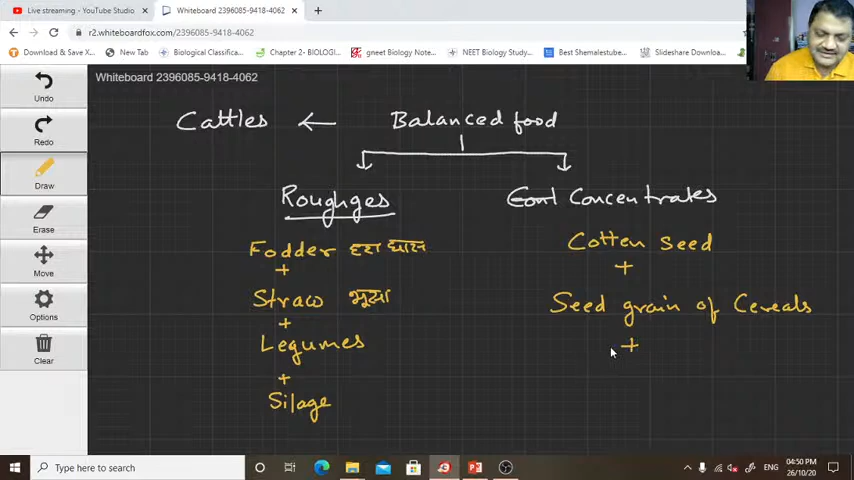 Live streaming - YouTube Studio
Whiteboard 2396085-9418-4062
r2.whiteboardfox.com/2396085-9418-4062
Download & Save X...
New Tab
Biological Classifica...
Chapter 2- BIOLOGI...
gneet Biology Note...
NEET Biology Study...
Best Shemalestube...
Slideshare Download...
Whiteboard 2396085-9418-4062
Undo
Redo
Draw
Erase
Move
Options
Clear
Cattles ← Balanced food
Roughges
Concentrates
Fodder हरा घास
+
Straw भूसा
+
Legumes
+
Silage
Cotten seed
+
Seed grain of Cereals
+
Type here to search
ENG
04:50 PM
26/10/20